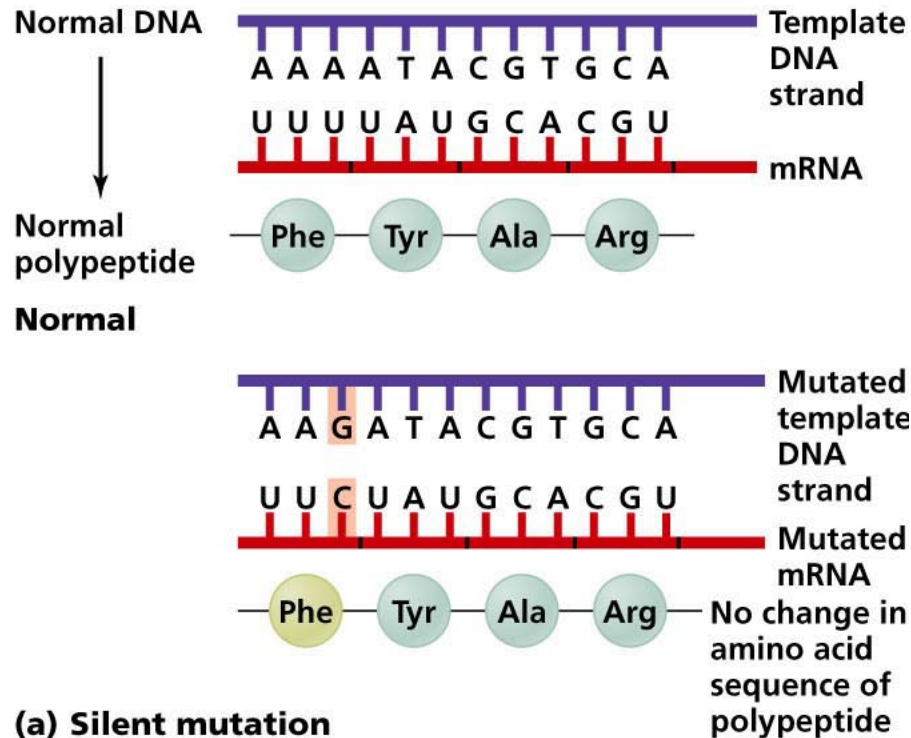 Normal DNA
Template
DNA
strand
A A A A T A C G T G C A
U U U U A U G C A C G U
mRNA
Normal
polypeptide
Phe Tyr Ala Arg
Normal
Mutated
template
DNA
strand
A A G A T A C G T G C A
U U C U A U G C A C G U
Mutated
mRNA
Phe Tyr Ala Arg
No change in
amino acid
sequence of
polypeptide
(a) Silent mutation